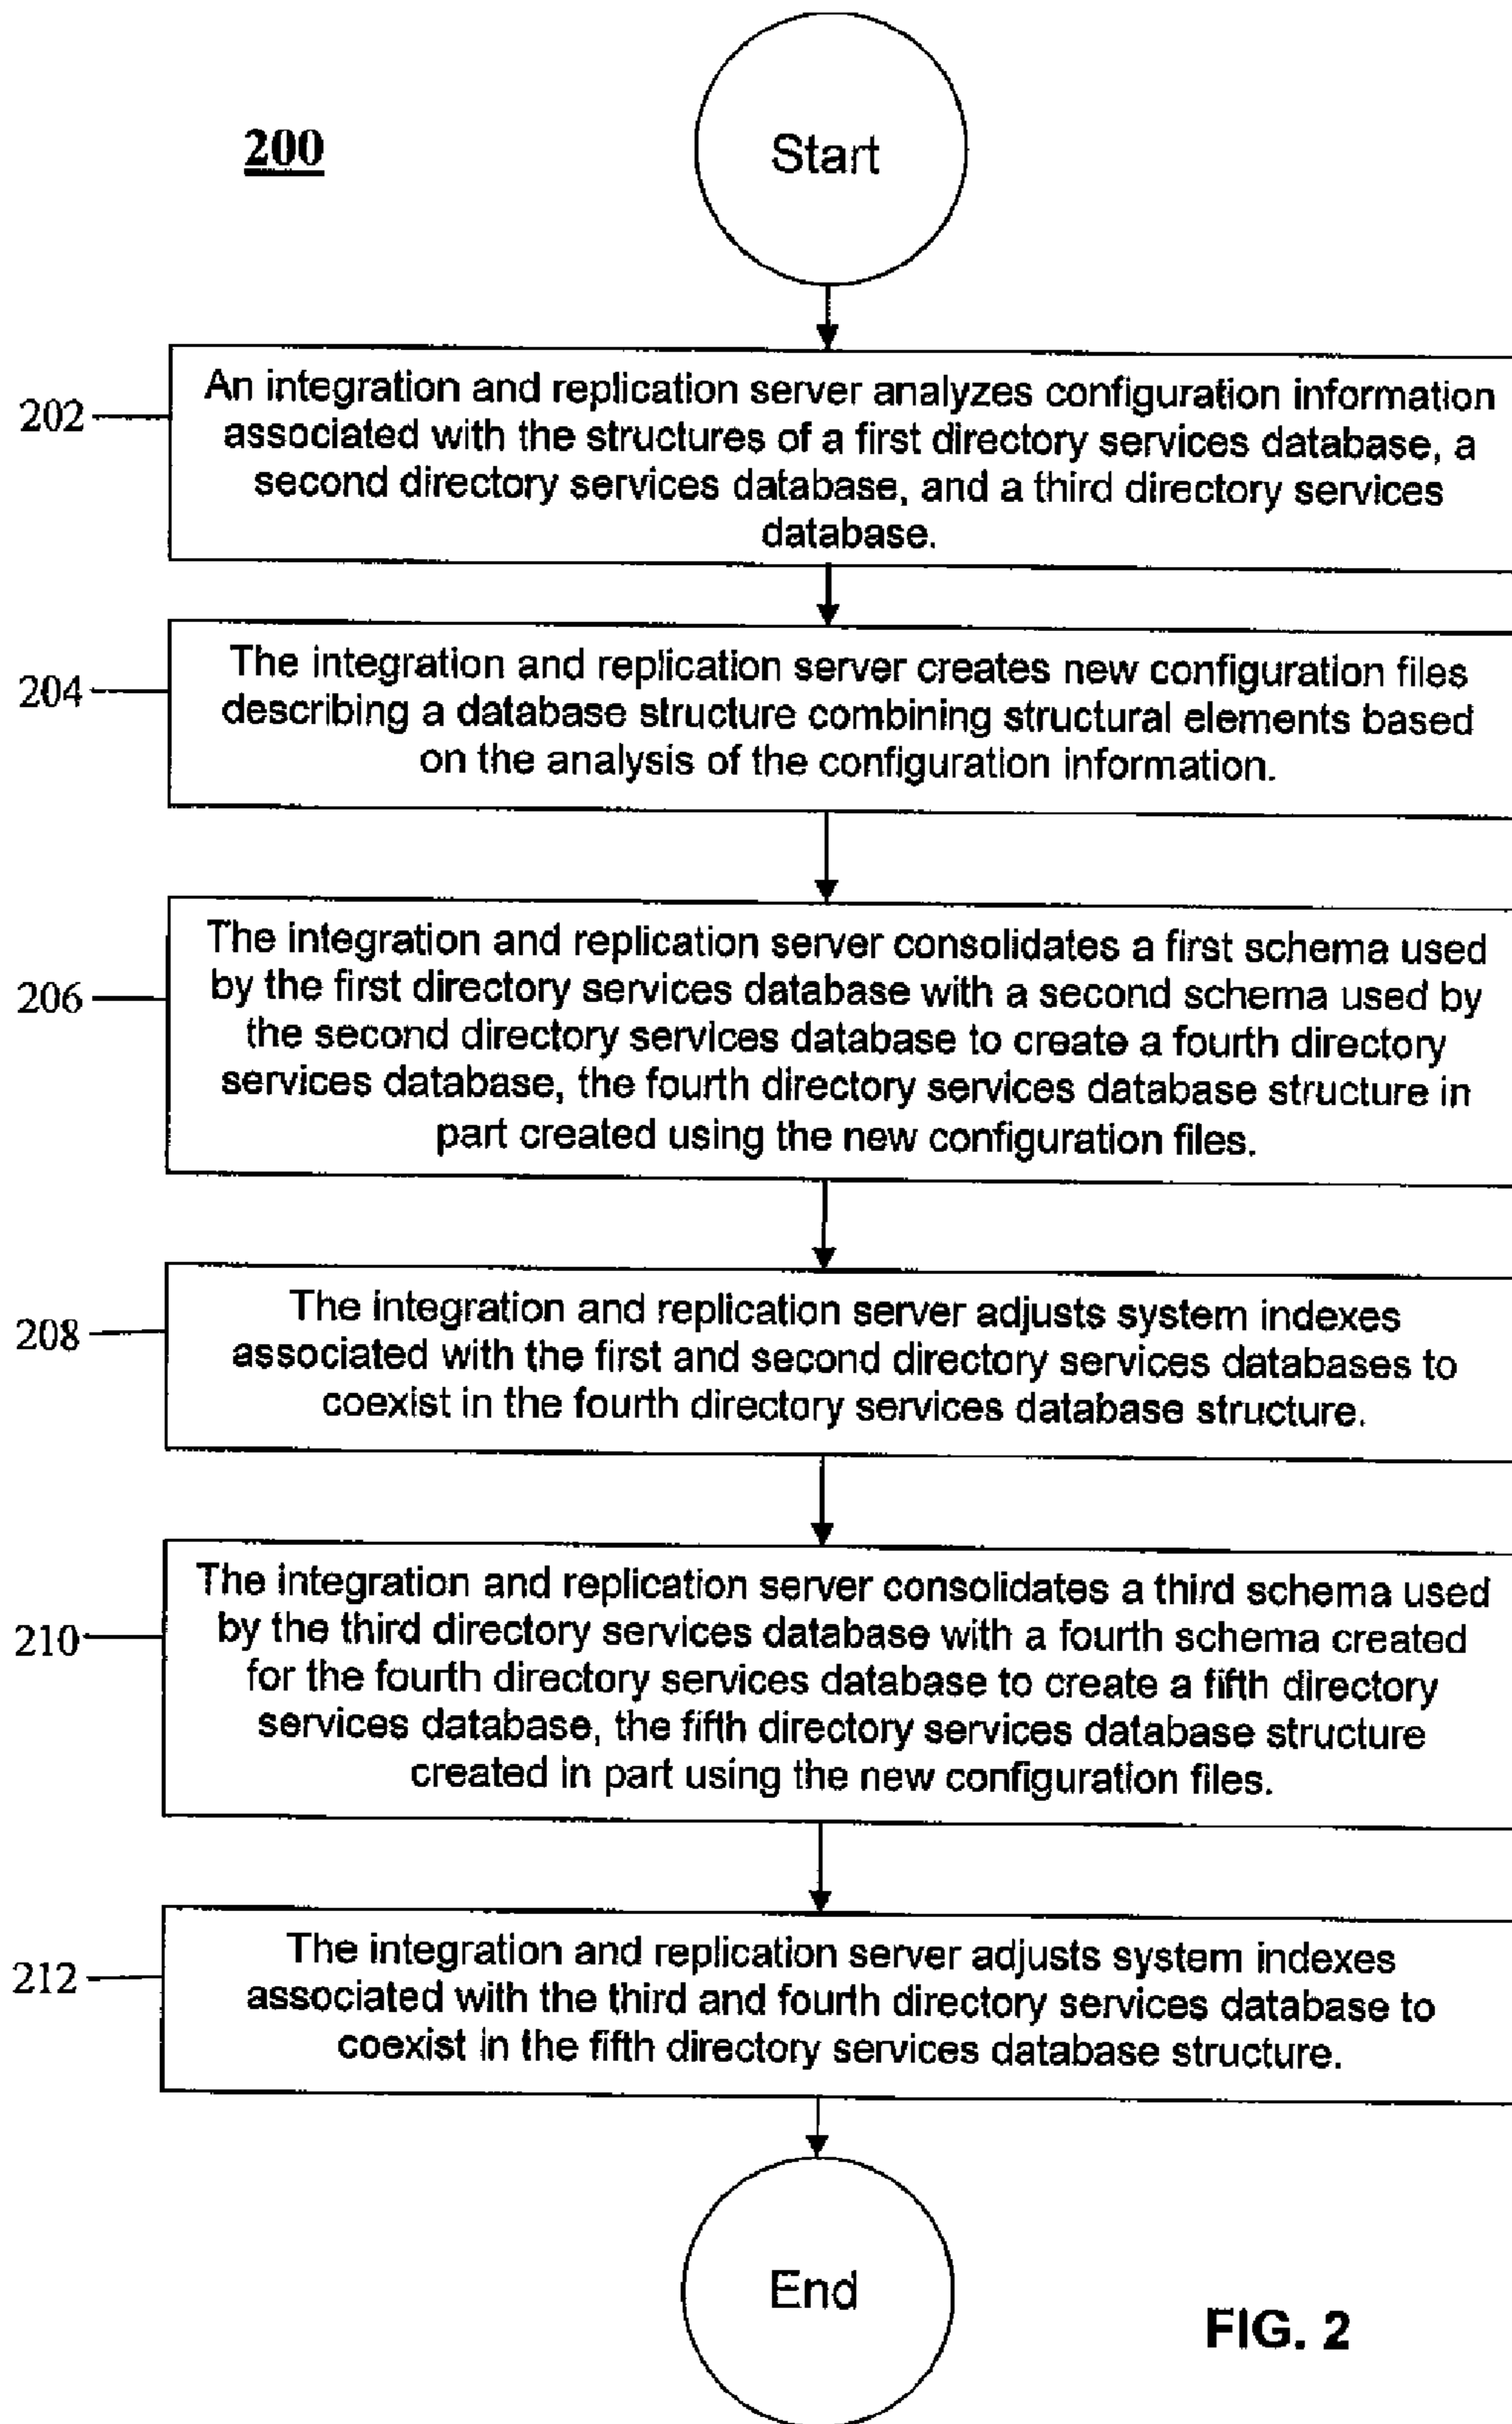 200
Start
202
An integration and replication server analyzes configuration information
associated with the structures of a first directory services database, a
second directory services database, and a third directory services
database.
204
The integration and replication server creates new configuration files
describing a database structure combining structural elements based
on the analysis of the configuration information.
206
The integration and replication server consolidates a first schema used
by the first directory services database with a second schema used by
the second directory services database to create a fourth directory
services database, the fourth directory services database structure in
part created using the new configuration files.
208
The integration and replication server adjusts system indexes
associated with the first and second directory services databases to
coexist in the fourth directory services database structure.
210
The integration and replication server consolidates a third schema used
by the third directory services database with a fourth schema created
for the fourth directory services database to create a fifth directory
services database, the fifth directory services database structure
created in part using the new configuration files.
212
The integration and replication server adjusts system indexes
associated with the third and fourth directory services database to
coexist in the fifth directory services database structure.
End
FIG. 2